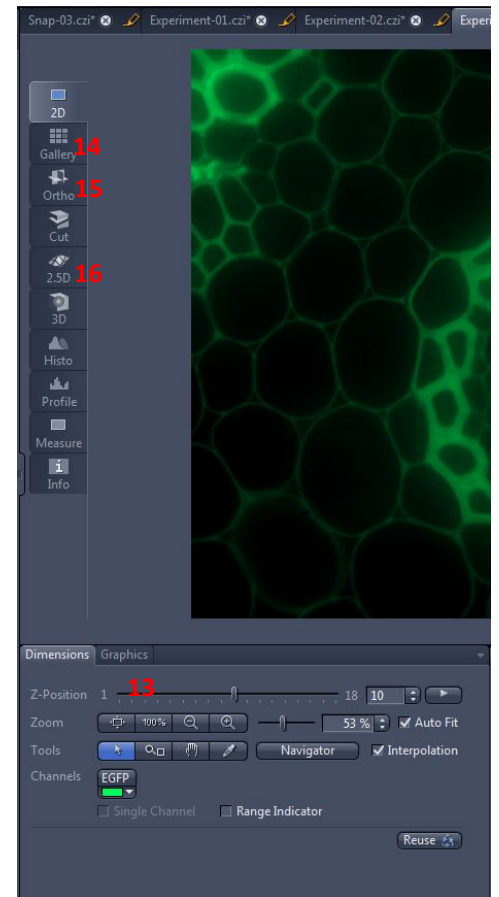 Snap-03.czi* Experiment-01.czi* Experiment-02.czi* Experi
2D
Gallery 14
Ortho 15
Cut
2.5D 16
3D
Histo
Profile
Measure
i
Info
Dimensions Graphics
13
Z-Position 1 18 10
Zoom 100% 53 % Auto Fit
Tools Navigator Interpolation
Channels EGFP
Single Channel Range Indicator
Reuse